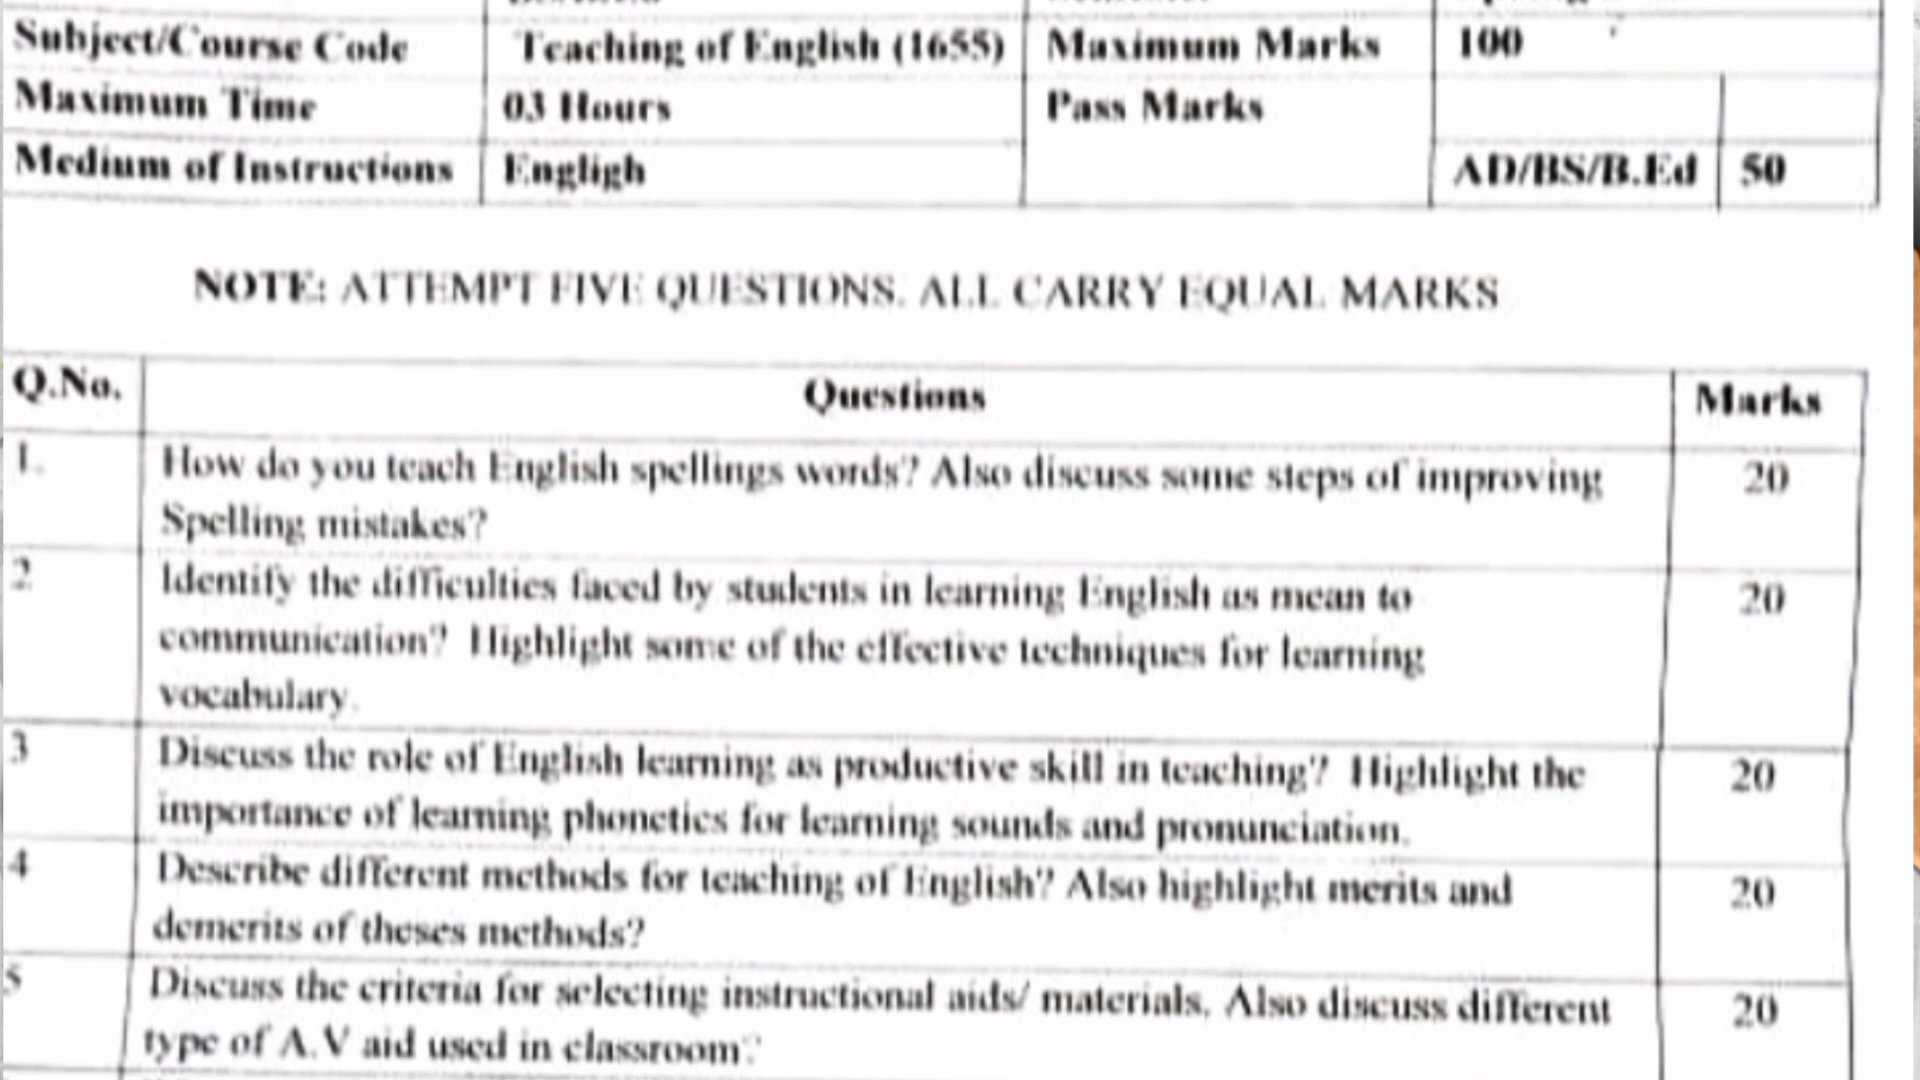 Subject/Course Code Teaching of English (1655) Maximum Marks 100
Maximum Time 03 Hours Pass Marks
Medium of Instructions Engligh AD/BS/B.Ed 50
NOTE: ATTEMPT FIVE QUESTIONS. ALL CARRY EQUAL MARKS
Q.No. Questions Marks
1. How do you teach English spellings words? Also discuss some steps of improving 20
Spelling mistakes?
2 Identify the difficulties faced by students in learning English as mean to 20
communication? Highlight some of the effective techniques for learning
vocabulary.
3 Discuss the role of English learning as productive skill in teaching? Highlight the 20
importance of learning phonetics for learning sounds and pronunciation.
4 Describe different methods for teaching of English? Also highlight merits and 20
demerits of theses methods?
5 Discuss the criteria for selecting instructional aids/ materials. Also discuss different 20
type of A.V aid used in classroom?